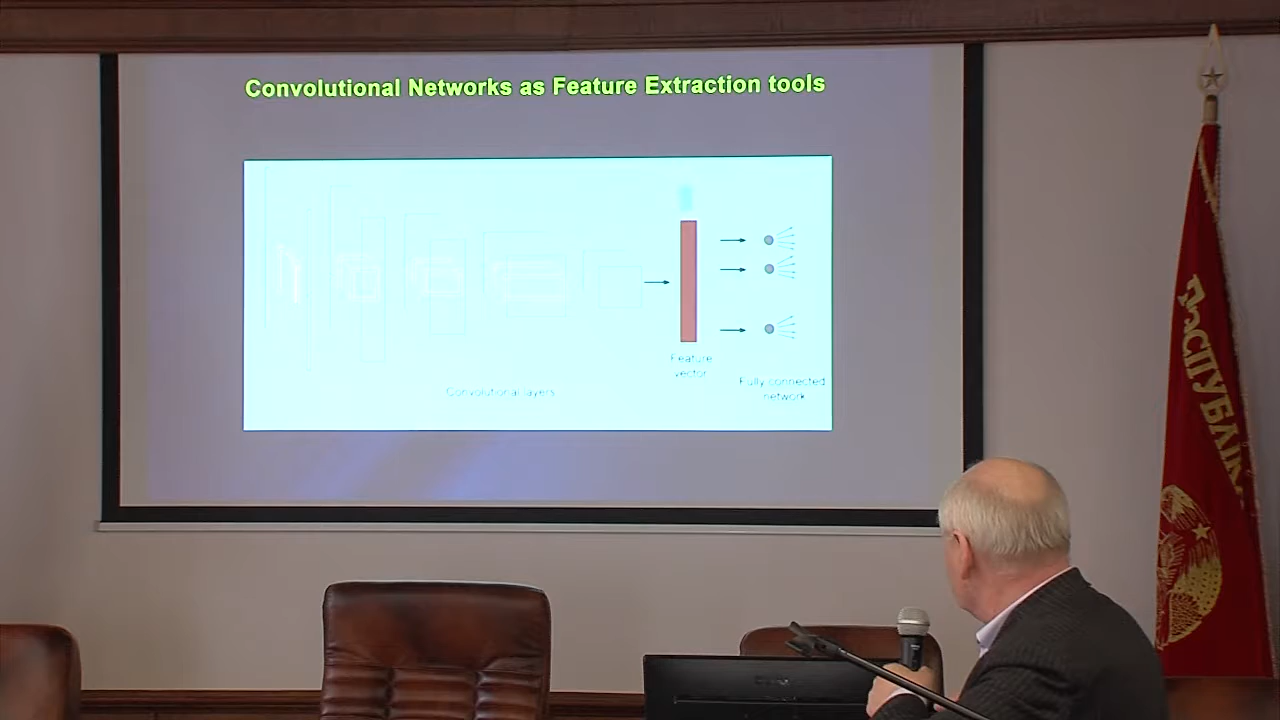 Convolutional Networks as Feature Extraction tools
Feature
vector
Convolutional layers
Fully connected
network